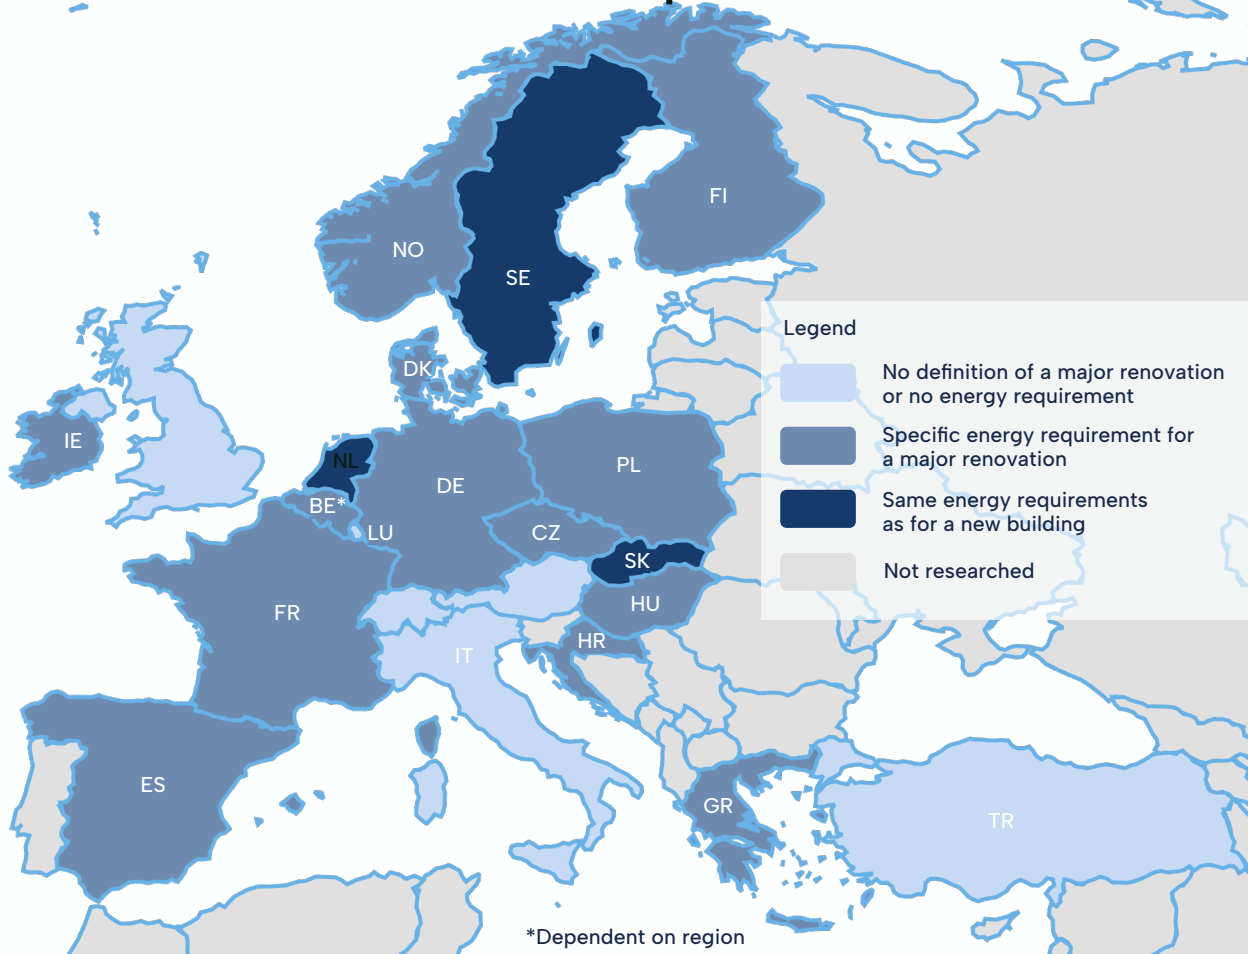 FI
NO
SE
Legend
No definition of a major renovation
or no energy requirement
DK
IE
NL
PL
Specific energy requirement for
a major renovation
DE
BE*
LU
CZ
Same energy requirements
as for a new building
SK
Not researched
HU
FR
HR
IT
ES
GR
TR
*Dependent on region